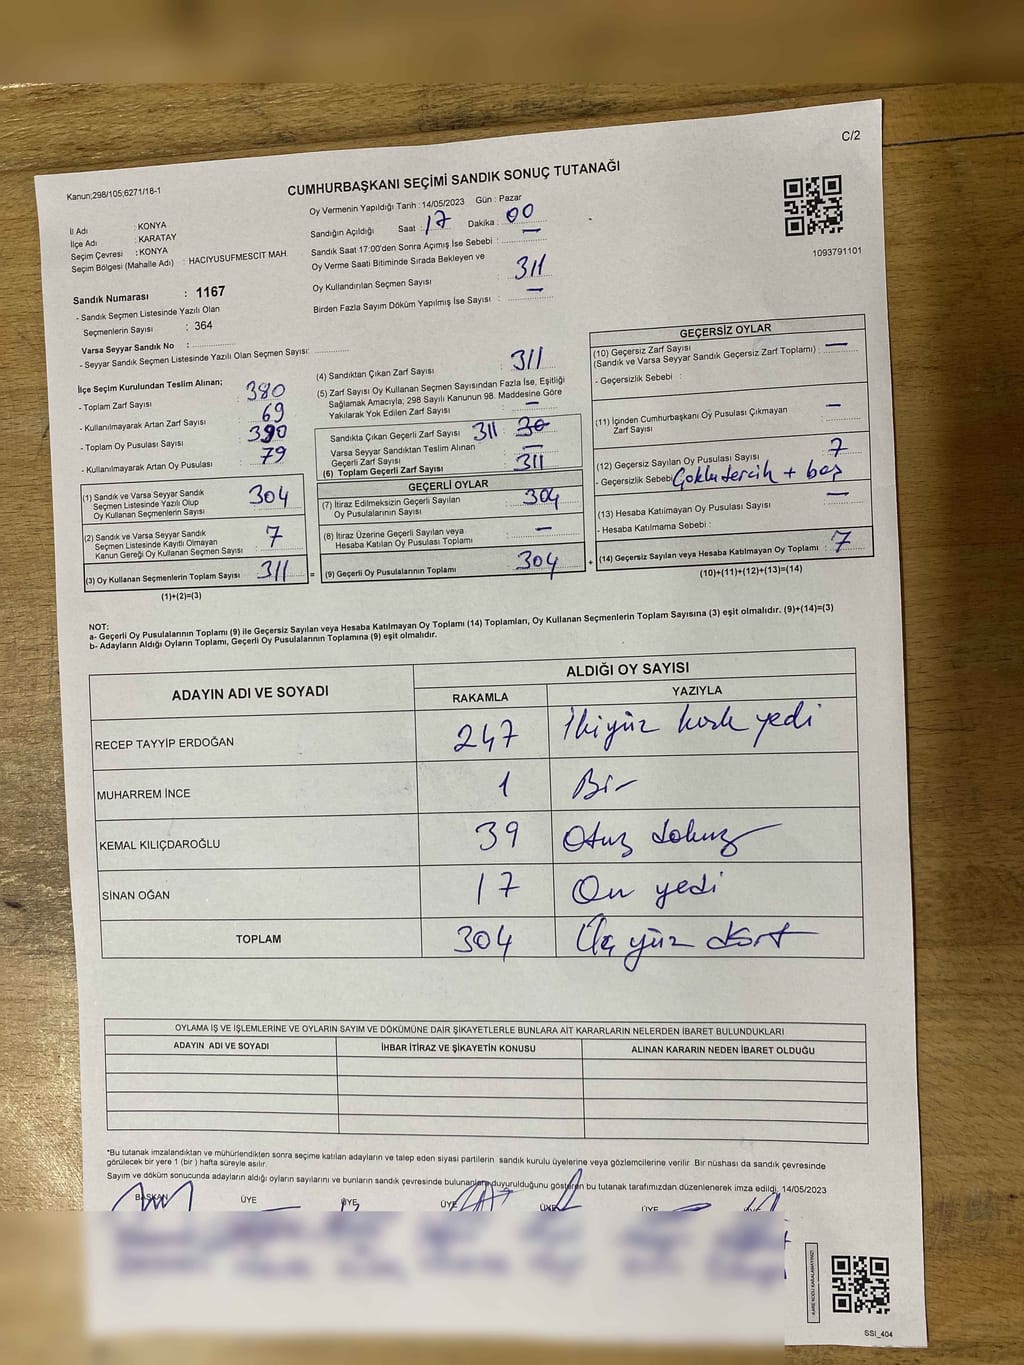 C/2
Kanun;298/105;6271/18-1
CUMHURBAŞKANI SEÇİMİ SANDIK SONUÇ TUTANAĞI
Oy Vermenin Yapıldığı Tarih : 14/05/2023 Gün : Pazar
İl Adı : KONYA
İlçe Adı : KARATAY
Seçim Çevresi : KONYA
Seçim Bölgesi (Mahalle Adı) : HACIYUSUFMESCİT MAH.
Sandığın Açıldığı Saat : 17 Dakika : 00
Sandık Saat 17:00'den Sonra Açımış İse Sebebi : —
Oy Verme Saati Bitiminde Sırada Bekleyen ve
Oy Kullandırılan Seçmen Sayısı : 311
Birden Fazla Sayım Döküm Yapılmış İse Sayısı : —
1093791101
Sandık Numarası : 1167
- Sandık Seçmen Listesinde Yazılı Olan
Seçmenlerin Sayısı : 364
Varsa Seyyar Sandık No :
- Seyyar Sandık Seçmen Listesinde Yazılı Olan Seçmen Sayısı:
İlçe Seçim Kurulundan Teslim Alınan;
- Toplam Zarf Sayısı : 380
- Kullanılmayarak Artan Zarf Sayısı : 69
- Toplam Oy Pusulası Sayısı : 390
- Kullanılmayarak Artan Oy Pusulası : 79
(1) Sandık ve Varsa Seyyar Sandık
Seçmen Listesinde Yazılı Olup
Oy Kullanan Seçmenlerin Sayısı : 304
(2) Sandık ve Varsa Seyyar Sandık
Seçmen Listesinde Kayıtlı Olmayan
Kanun Gereği Oy Kullanan Seçmen Sayısı : 7
(3) Oy Kullanan Seçmenlerin Toplam Sayısı : 311
(1)+(2)=(3)
(4) Sandıktan Çıkan Zarf Sayısı : 311
(5) Zarf Sayısı Oy Kullanan Seçmen Sayısından Fazla İse, Eşitliği
Sağlamak Amacıyla; 298 Sayılı Kanunun 98. Maddesine Göre
Yakılarak Yok Edilen Zarf Sayısı : —
Sandıkta Çıkan Geçerli Zarf Sayısı : 311 30
Varsa Seyyar Sandıktan Teslim Alınan
Geçerli Zarf Sayısı : —
(6) Toplam Geçerli Zarf Sayısı : 311
GEÇERLİ OYLAR
(7) İtiraz Edilmeksizin Geçerli Sayılan
Oy Pusulalarının Sayısı : 304
(8) İtiraz Üzerine Geçerli Sayılan veya
Hesaba Katılan Oy Pusulası Toplamı : —
= (9) Geçerli Oy Pusulalarının Toplamı : 304
GEÇERSİZ OYLAR
(10) Geçersiz Zarf Sayısı
(Sandık ve Varsa Seyyar Sandık Geçersiz Zarf Toplamı) : —
- Geçersizlik Sebebi :
(11) İçinden Cumhurbaşkanı Oy Pusulası Çıkmayan
Zarf Sayısı : —
(12) Geçersiz Sayılan Oy Pusulası Sayısı : 7
- Geçersizlik Sebebi Çoklu tercih + boş
(13) Hesaba Katılmayan Oy Pusulası Sayısı : —
- Hesaba Katılmama Sebebi :
+ (14) Geçersiz Sayılan veya Hesaba Katılmayan Oy Toplamı : 7
(10)+(11)+(12)+(13)=(14)
NOT:
a- Geçerli Oy Pusulalarının Toplamı (9) ile Geçersiz Sayılan veya Hesaba Katılmayan Oy Toplamı (14) Toplamları, Oy Kullanan Seçmenlerin Toplam Sayısına (3) eşit olmalıdır. (9)+(14)=(3)
b- Adayların Aldığı Oyların Toplamı, Geçerli Oy Pusulalarının Toplamına (9) eşit olmalıdır.
ADAYIN ADI VE SOYADI ALDIĞI OY SAYISI
RAKAMLA YAZIYLA
RECEP TAYYİP ERDOĞAN 247 İkiyüz kırk yedi
MUHARREM İNCE 1 Bir
KEMAL KILIÇDAROĞLU 39 Otuz dokuz
SİNAN OĞAN 17 On yedi
TOPLAM 304 Üç yüz dört
OYLAMA İŞ VE İŞLEMLERİNE VE OYLARIN SAYIM VE DÖKÜMÜNE DAİR ŞİKAYETLERLE BUNLARA AİT KARARLARIN NELERDEN İBARET BULUNDUKLARI
ADAYIN ADI VE SOYADI İHBAR İTİRAZ VE ŞİKAYETİN KONUSU ALINAN KARARIN NEDEN İBARET OLDUĞU
*Bu tutanak imzalandıktan ve mühürlendikten sonra seçime katılan adayların ve talep eden siyasi partilerin sandık kurulu üyelerine veya gözlemcilerine verilir .Bir nüshası da sandık çevresinde
görülecek bir yere 1 (bir ) hafta süreyle asılır.
Sayım ve döküm sonucunda adayların aldığı oyların sayılarını ve bunların sandık çevresinde bulunanlara duyurulduğunu gösteren bu tutanak tarafımızdan düzenlenerek imza edildi. 14/05/2023
BAŞKAN ÜYE ÜYE ÜYE ÜYE ÜYE
KAREKODU KARALAMAYINIZ!
SSI_404